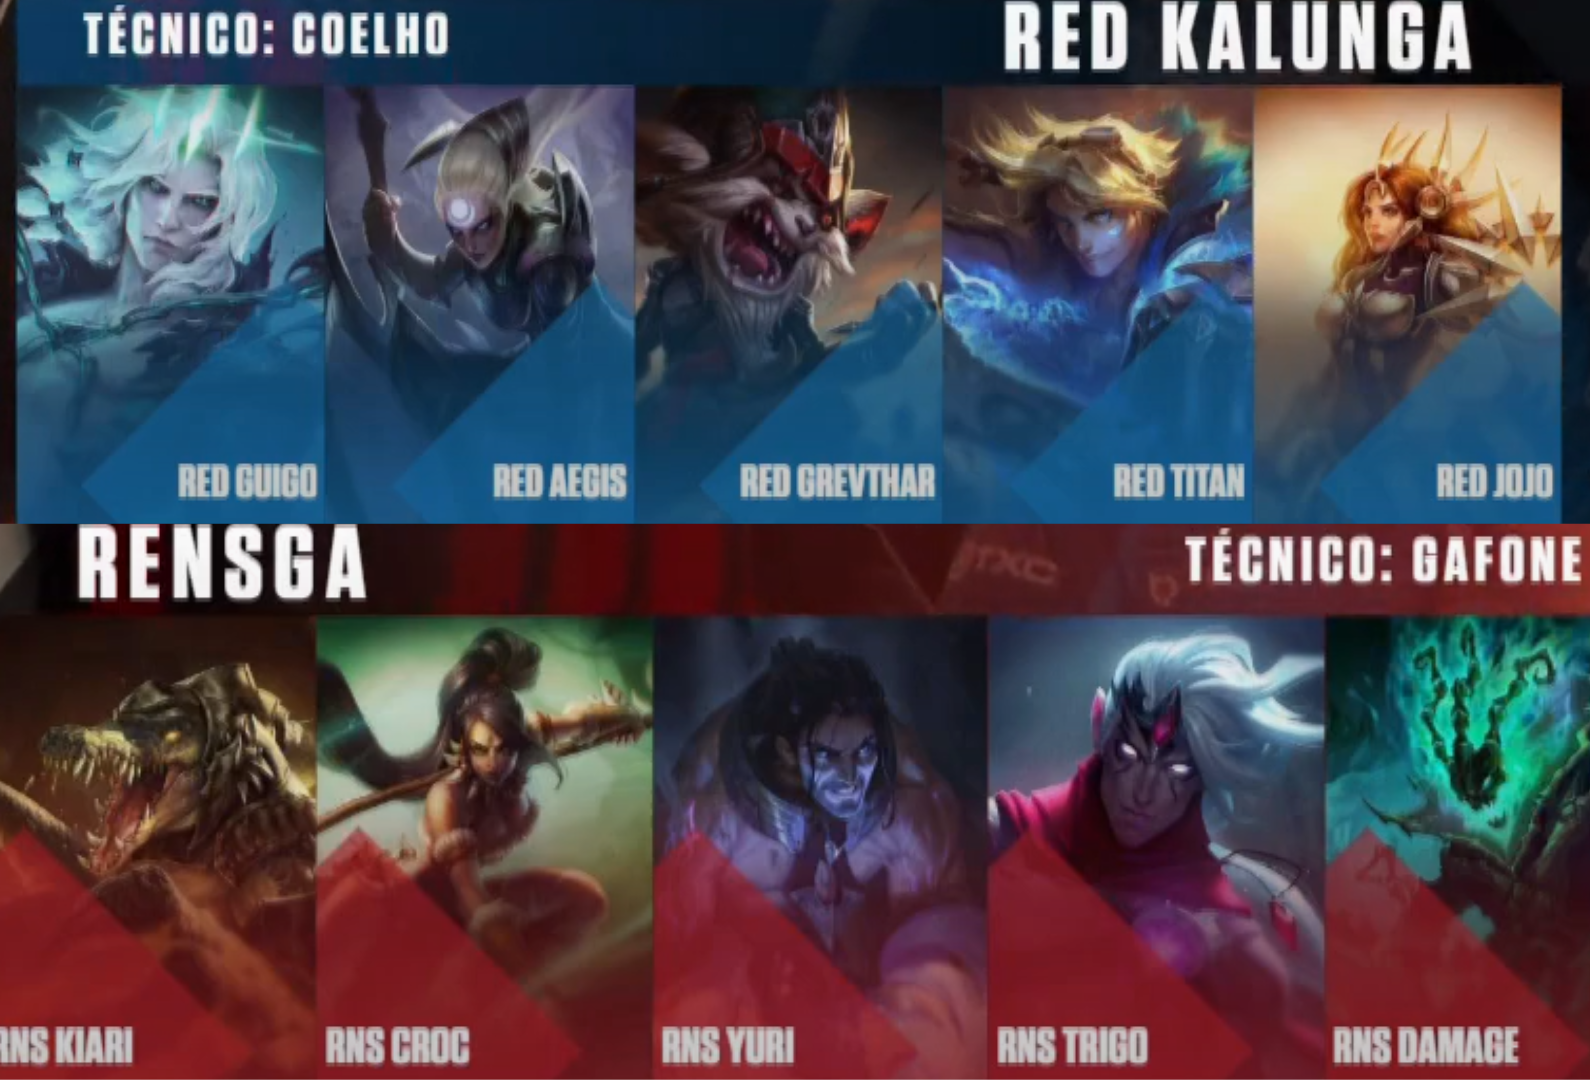 TÉCNICO: COELHO
RED KALUNGA
RED GUIGO
RED AEGIS
RED GREVTHAR
RED TITAN
RED JOJO
RENSGA
TÉCNICO: GAFONE
RNS KIARI
RNS CROC
RNS YURI
RNS TRIGO
RNS DAMAGE